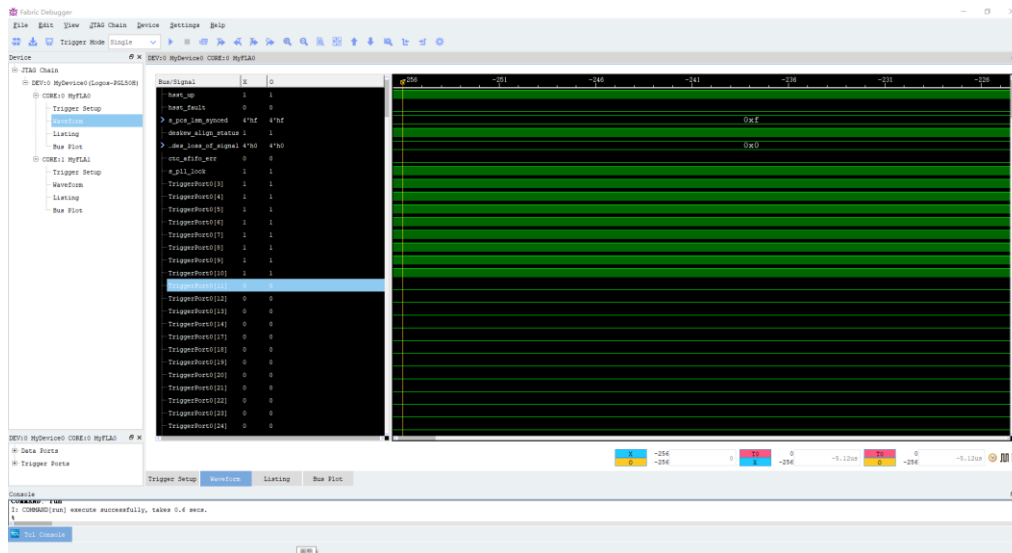 Fabric Debugger
File Edit View JTAG Chain Device Settings Help
Trigger Mode Single
Device
DEV:0 MyDevice0 CORE:0 MyFLA0
JTAG Chain
DEV:0 MyDevice0(Logos-PGL50H)
CORE:0 MyFLA0
Trigger Setup
Waveform
Listing
Bus Plot
CORE:1 MyFLA1
Trigger Setup
Waveform
Listing
Bus Plot
Bus/Signal X O
-256 -251 -246 -241 -236 -231 -226
hsst_up 1 1
hsst_fault 0 0
s_pcs_lsm_synced 4'hf 4'hf 0xf
deskew_align_status 1 1
..des_loss_of_signal 4'h0 4'h0 0x0
ctc_afifo_err 0 0
s_pll_lock 1 1
TriggerPort0[3] 1 1
TriggerPort0[4] 1 1
TriggerPort0[5] 1 1
TriggerPort0[6] 1 1
TriggerPort0[7] 1 1
TriggerPort0[8] 1 1
TriggerPort0[9] 1 1
TriggerPort0[10] 1 1
TriggerPort0[11] 0 0
TriggerPort0[12] 0 0
TriggerPort0[13] 0 0
TriggerPort0[14] 0 0
TriggerPort0[17] 0 0
TriggerPort0[18] 0 0
TriggerPort0[19] 0 0
TriggerPort0[20] 0 0
TriggerPort0[21] 0 0
TriggerPort0[22] 0 0
TriggerPort0[23] 0 0
TriggerPort0[24] 0 0
DEV:0 MyDevice0 CORE:0 MyFLA0
Data Ports
Trigger Ports
X -256 0 T0 0 -5.12us T0 0 -5.12us
O -256 X -256 O -256
Trigger Setup Waveform Listing Bus Plot
Console
COMMAND: run
I: COMMAND[run] execute successfully, takes 0.6 secs.
%
Tcl Console